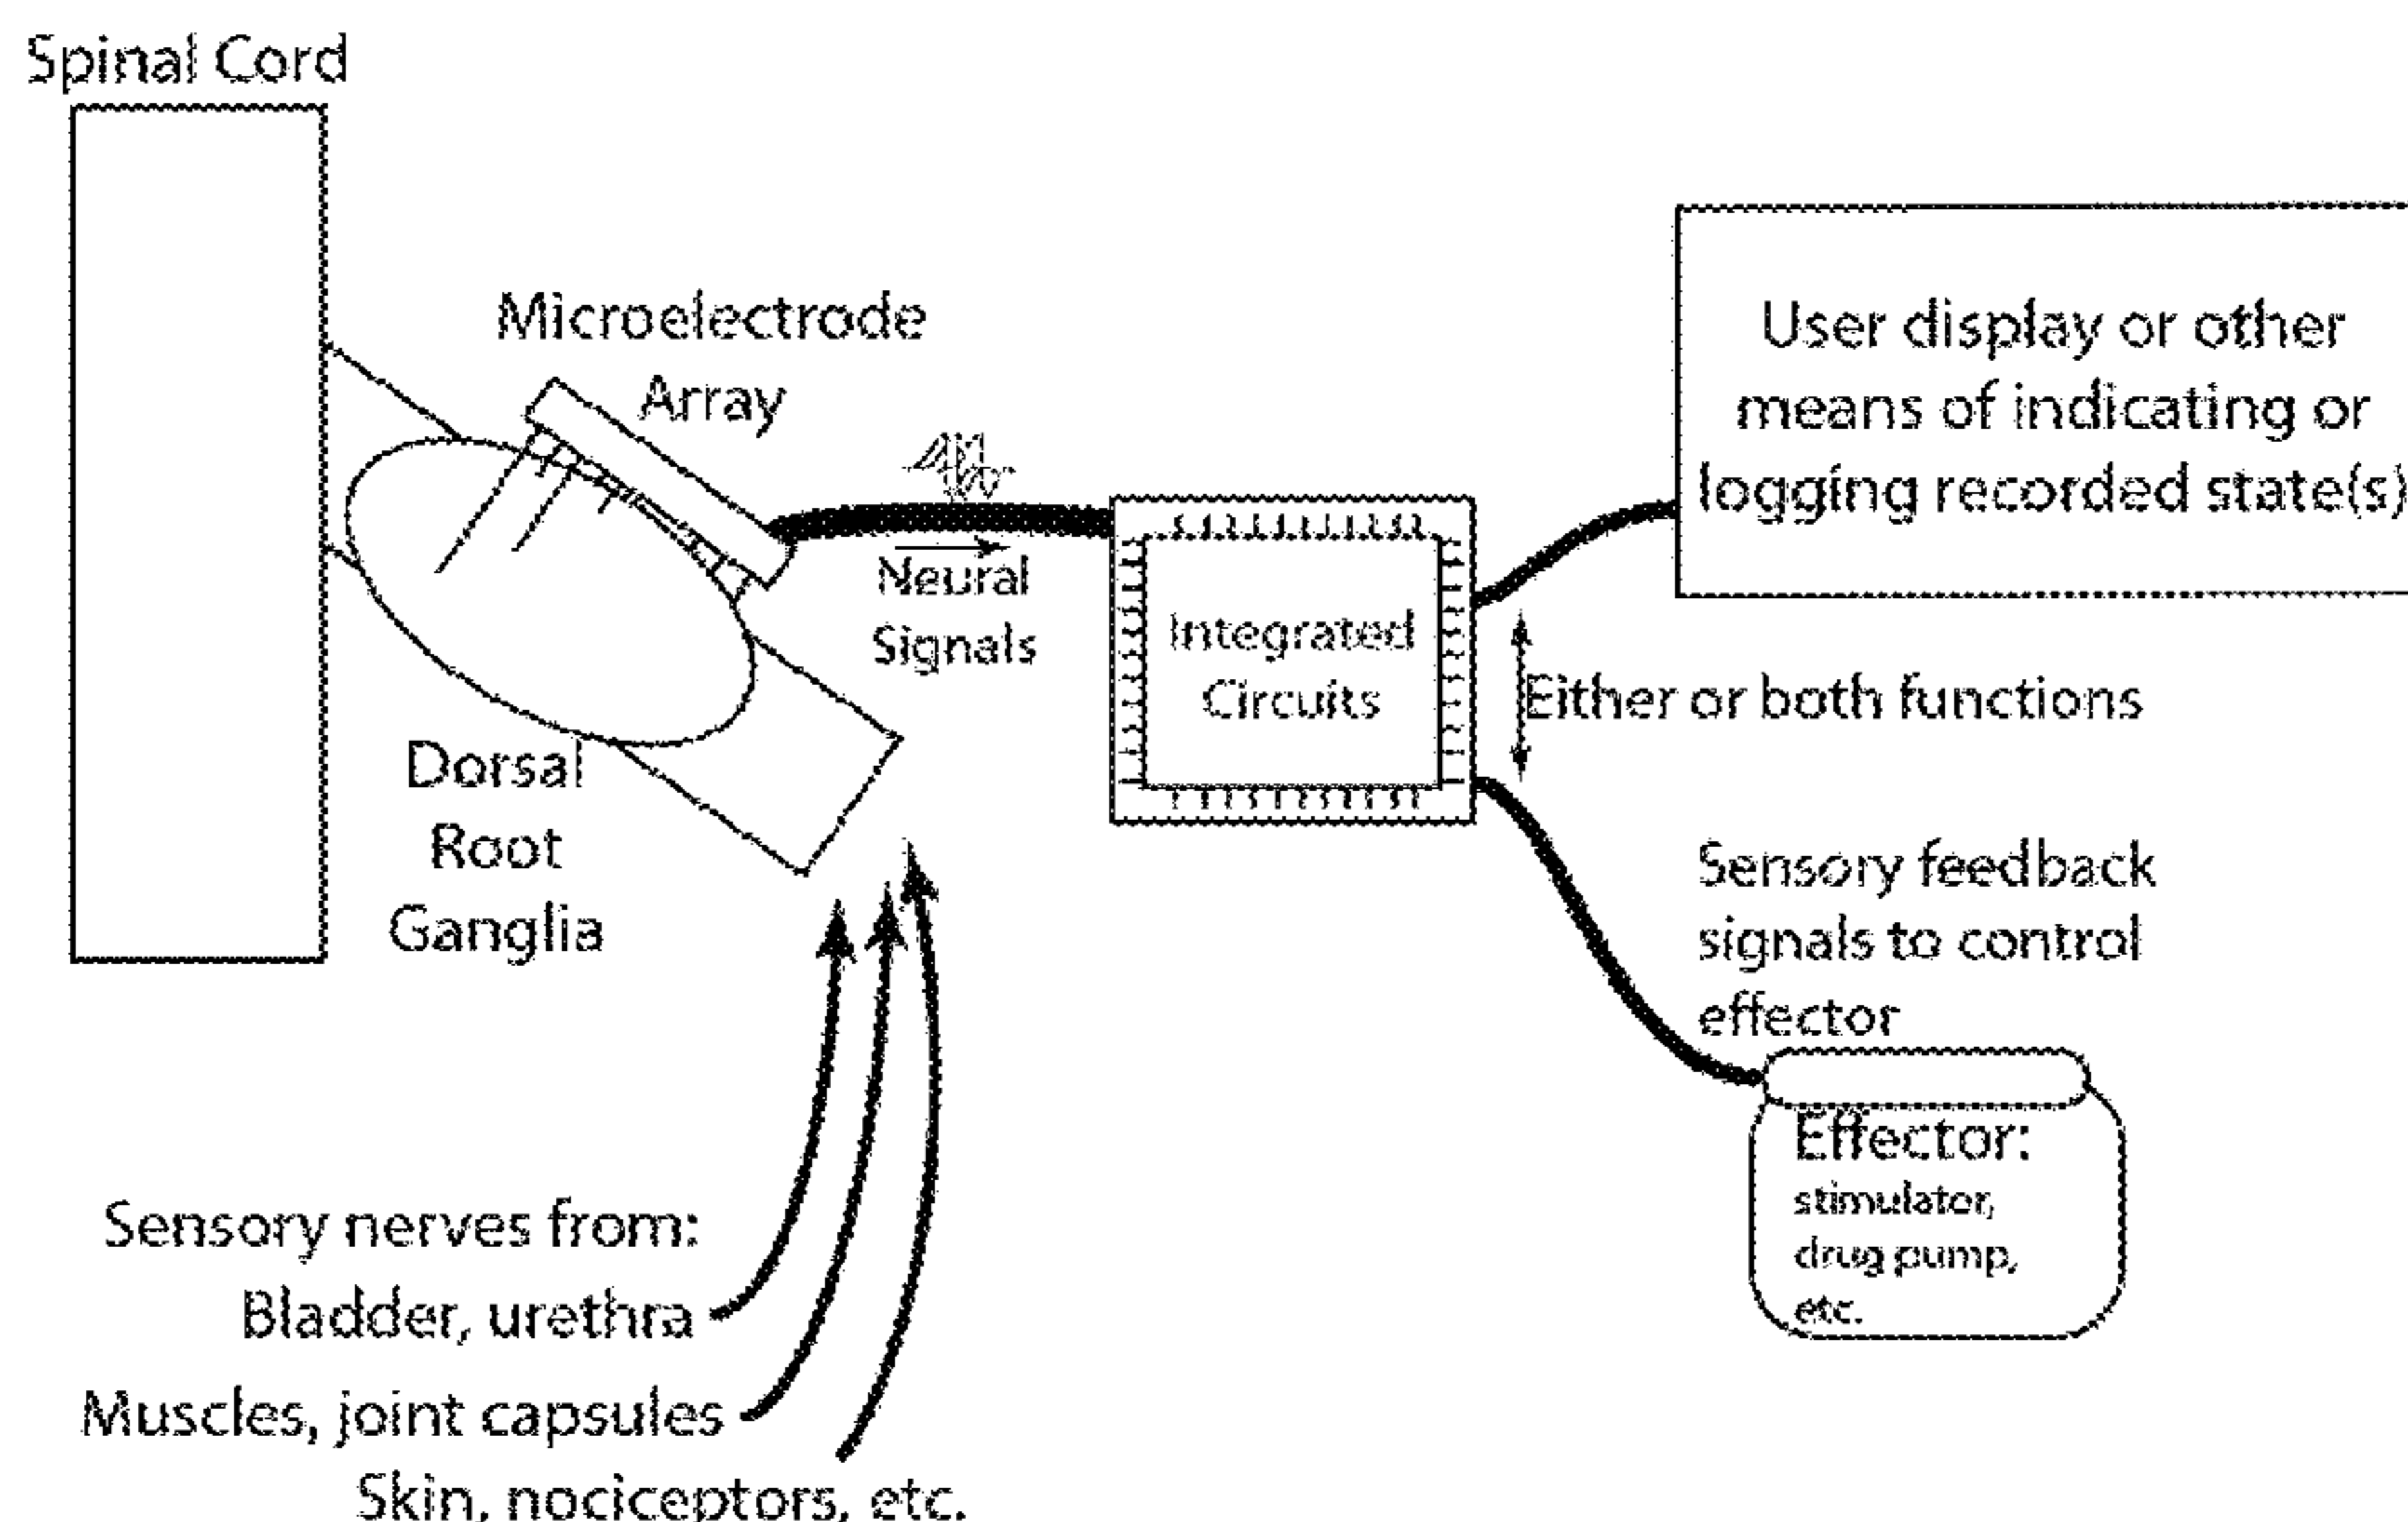 Spinal Cord
Microelectrode
Array
Neural
Signals
Dorsal
Root
Ganglia
Integrated
Circuits
User display or other
means of indicating or
logging recorded state(s)
Either or both functions
Sensory feedback
signals to control
effector
Effector:
stimulator,
drug pump,
etc.
Sensory nerves from:
Bladder, urethra
Muscles, joint capsules
Skin, nociceptors, etc.